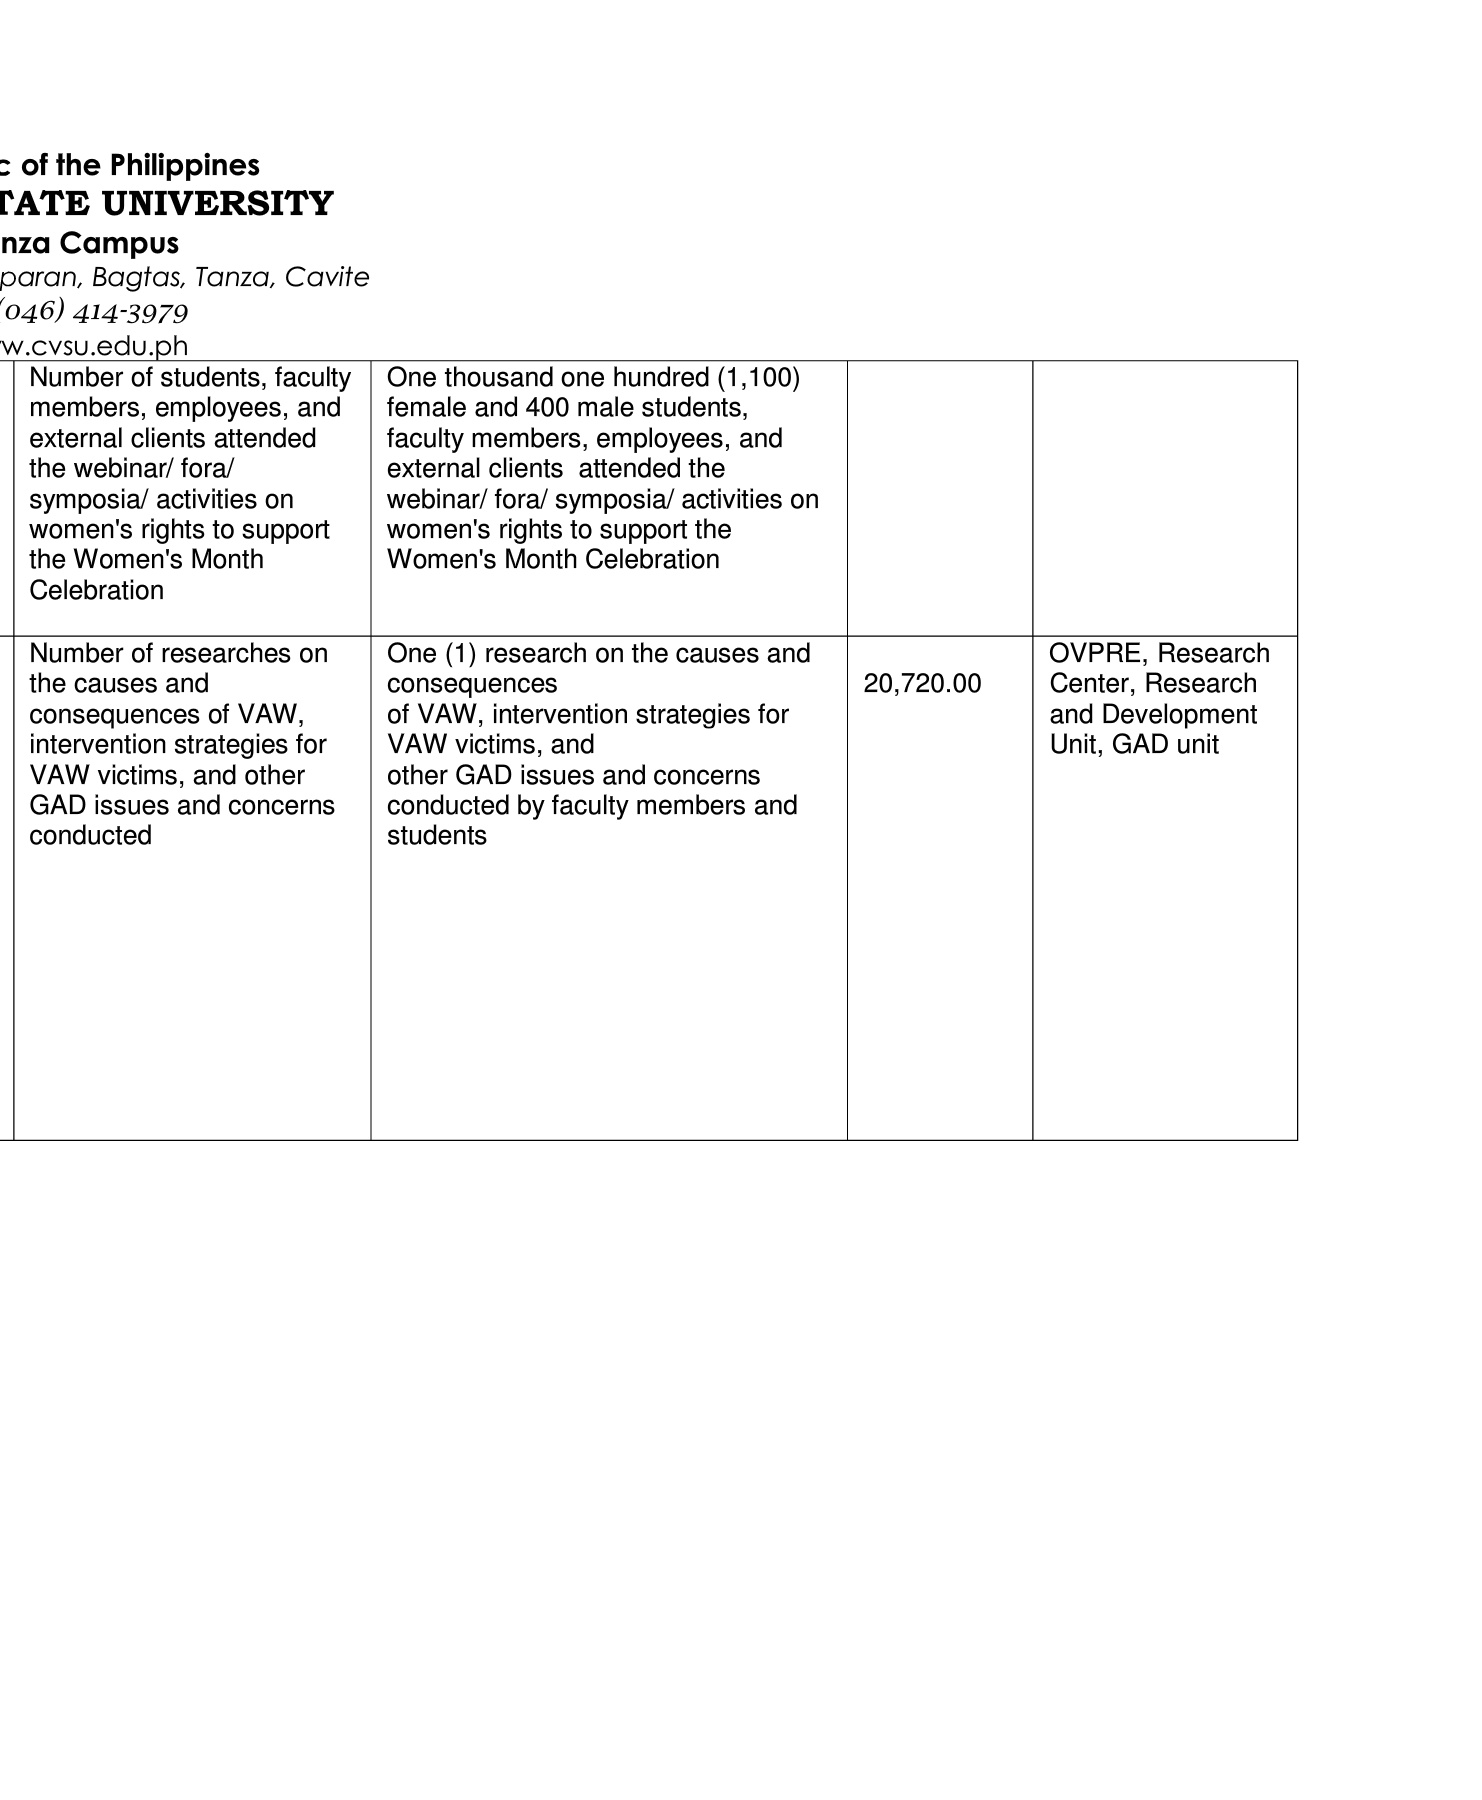 c of the Philippines
TATE UNIVERSITY
nza Campus
paran, Bagtas, Tanza, Cavite
(046) 414-3979
w.cvsu.edu.ph
Number of students, faculty
members, employees, and
external clients attended
the webinar/ fora/
symposia/ activities on
women's rights to support
the Women's Month
Celebration
One thousand one hundred (1,100)
female and 400 male students,
faculty members, employees, and
external clients  attended the
webinar/ fora/ symposia/ activities on
women's rights to support the
Women's Month Celebration
Number of researches on
the causes and
consequences of VAW,
intervention strategies for
VAW victims, and other
GAD issues and concerns
conducted
One (1) research on the causes and
consequences
of VAW, intervention strategies for
VAW victims, and
other GAD issues and concerns
conducted by faculty members and
students
20,720.00
OVPRE, Research
Center, Research
and Development
Unit, GAD unit